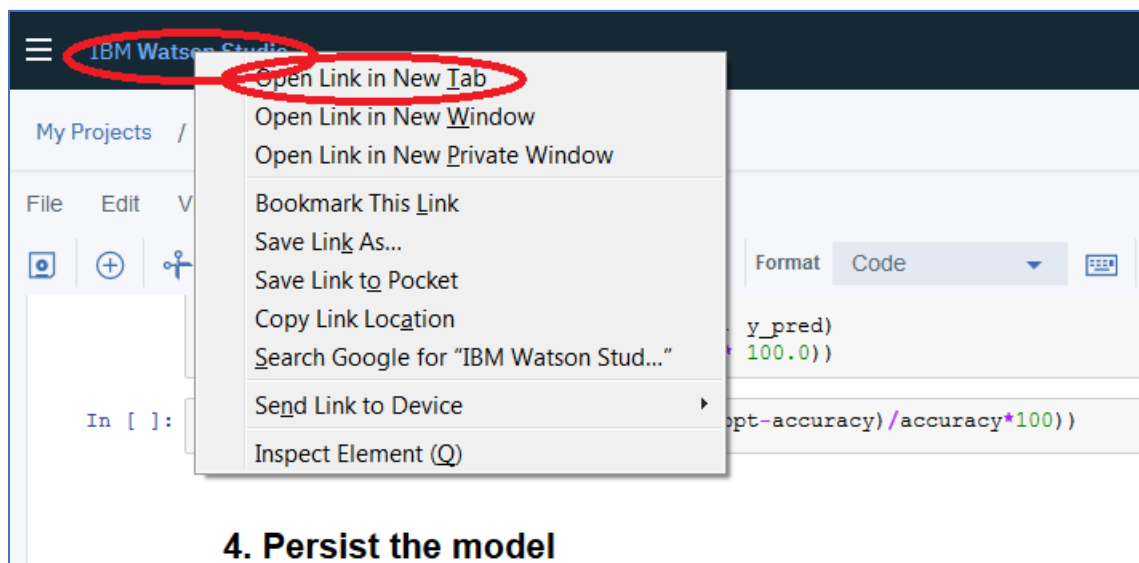 IBM Watson Studio
Open Link in New Tab
Open Link in New Window
My Projects /
Open Link in New Private Window
File Edit V
Bookmark This Link
Save Link As...
Format Code
Save Link to Pocket
Copy Link Location
y_pred)
Search Google for “IBM Watson Stud...”
* 100.0))
Send Link to Device
In [ ]:
opt-accuracy)/accuracy*100))
Inspect Element (Q)
4. Persist the model